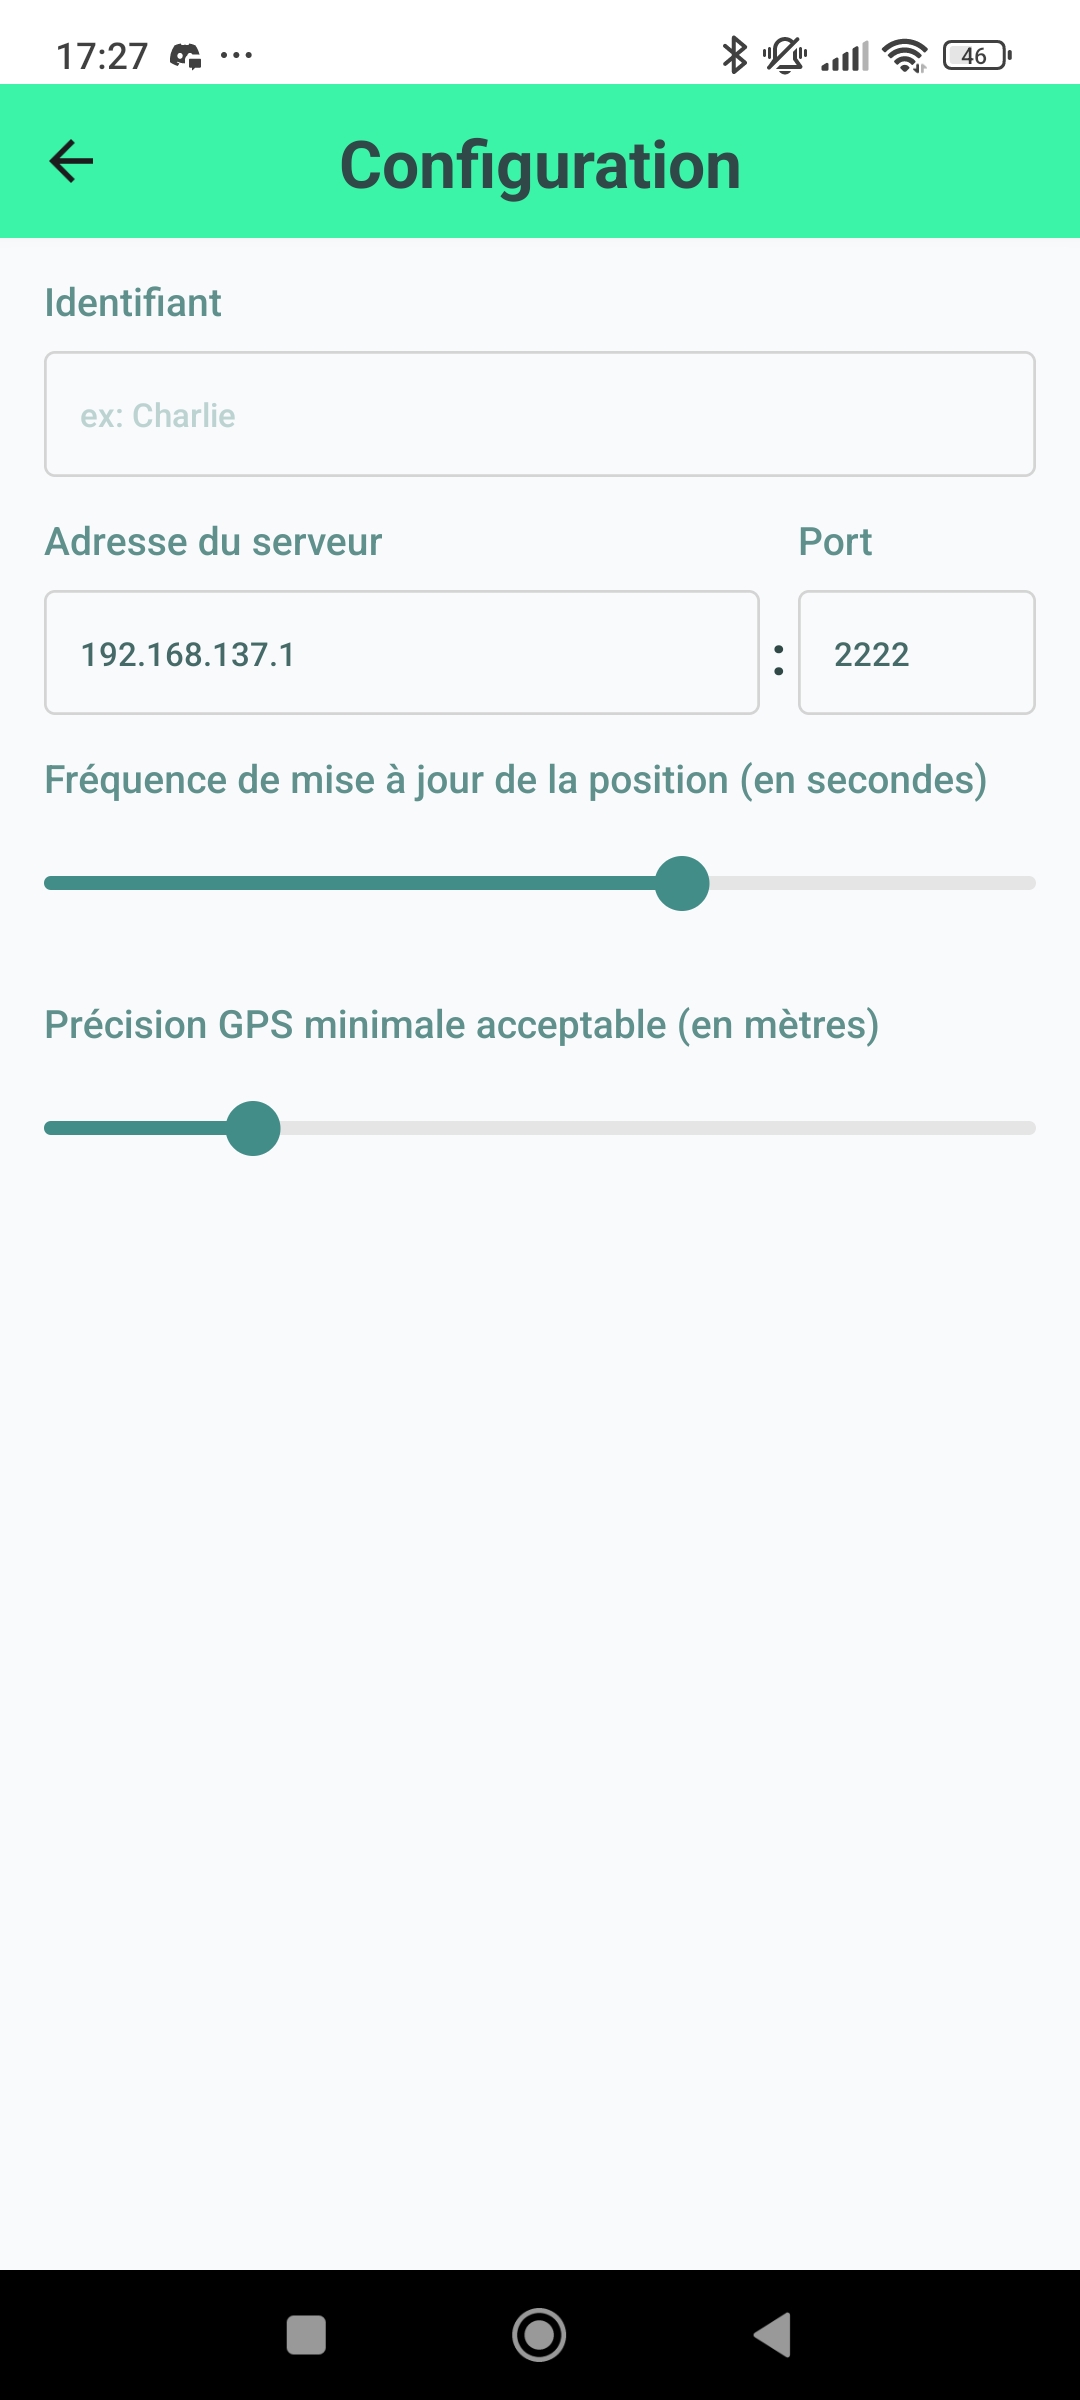 17:27
46
Configuration
Identifiant
ex: Charlie
Adresse du serveur Port
192.168.137.1 : 2222
Fréquence de mise à jour de la position (en secondes)
Précision GPS minimale acceptable (en mètres)